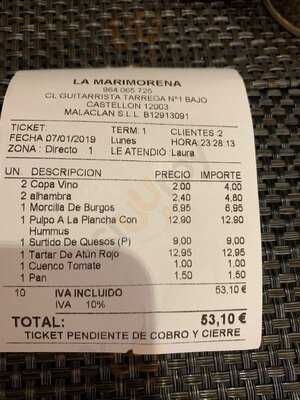 LA MARIMORENA
964 065 725
CL GUITARRISTA TARREGA Nº1 BAJO
CASTELLON 12003
MALACLAN S.L.L B12913091
TICKET TERM: 1 CLIENTES: 2
FECHA 07/01/2019 Lunes HORA: 23:28:13
ZONA : Directo 1 LE ATENDIÓ: Laura
UN. DESCRIPCION PRECIO IMPORTE
2 Copa Vino 2,00 4,00
2 alhambra 2,40 4,80
1 Morcilla De Burgos 6,95 6,95
1 Pulpo A La Plancha Con 12,90 12,90
Hummus
1 Surtido De Quesos (P) 9,00 9,00
1 Tartar De Atún Rojo 12,95 12,95
1 Cuenco Tomate 1,00 1,00
1 Pan 1,50 1,50
10 IVA INCLUIDO 53,10 €
IVA 10%
TOTAL: 53,10 €
TICKET PENDIENTE DE COBRO Y CIERRE